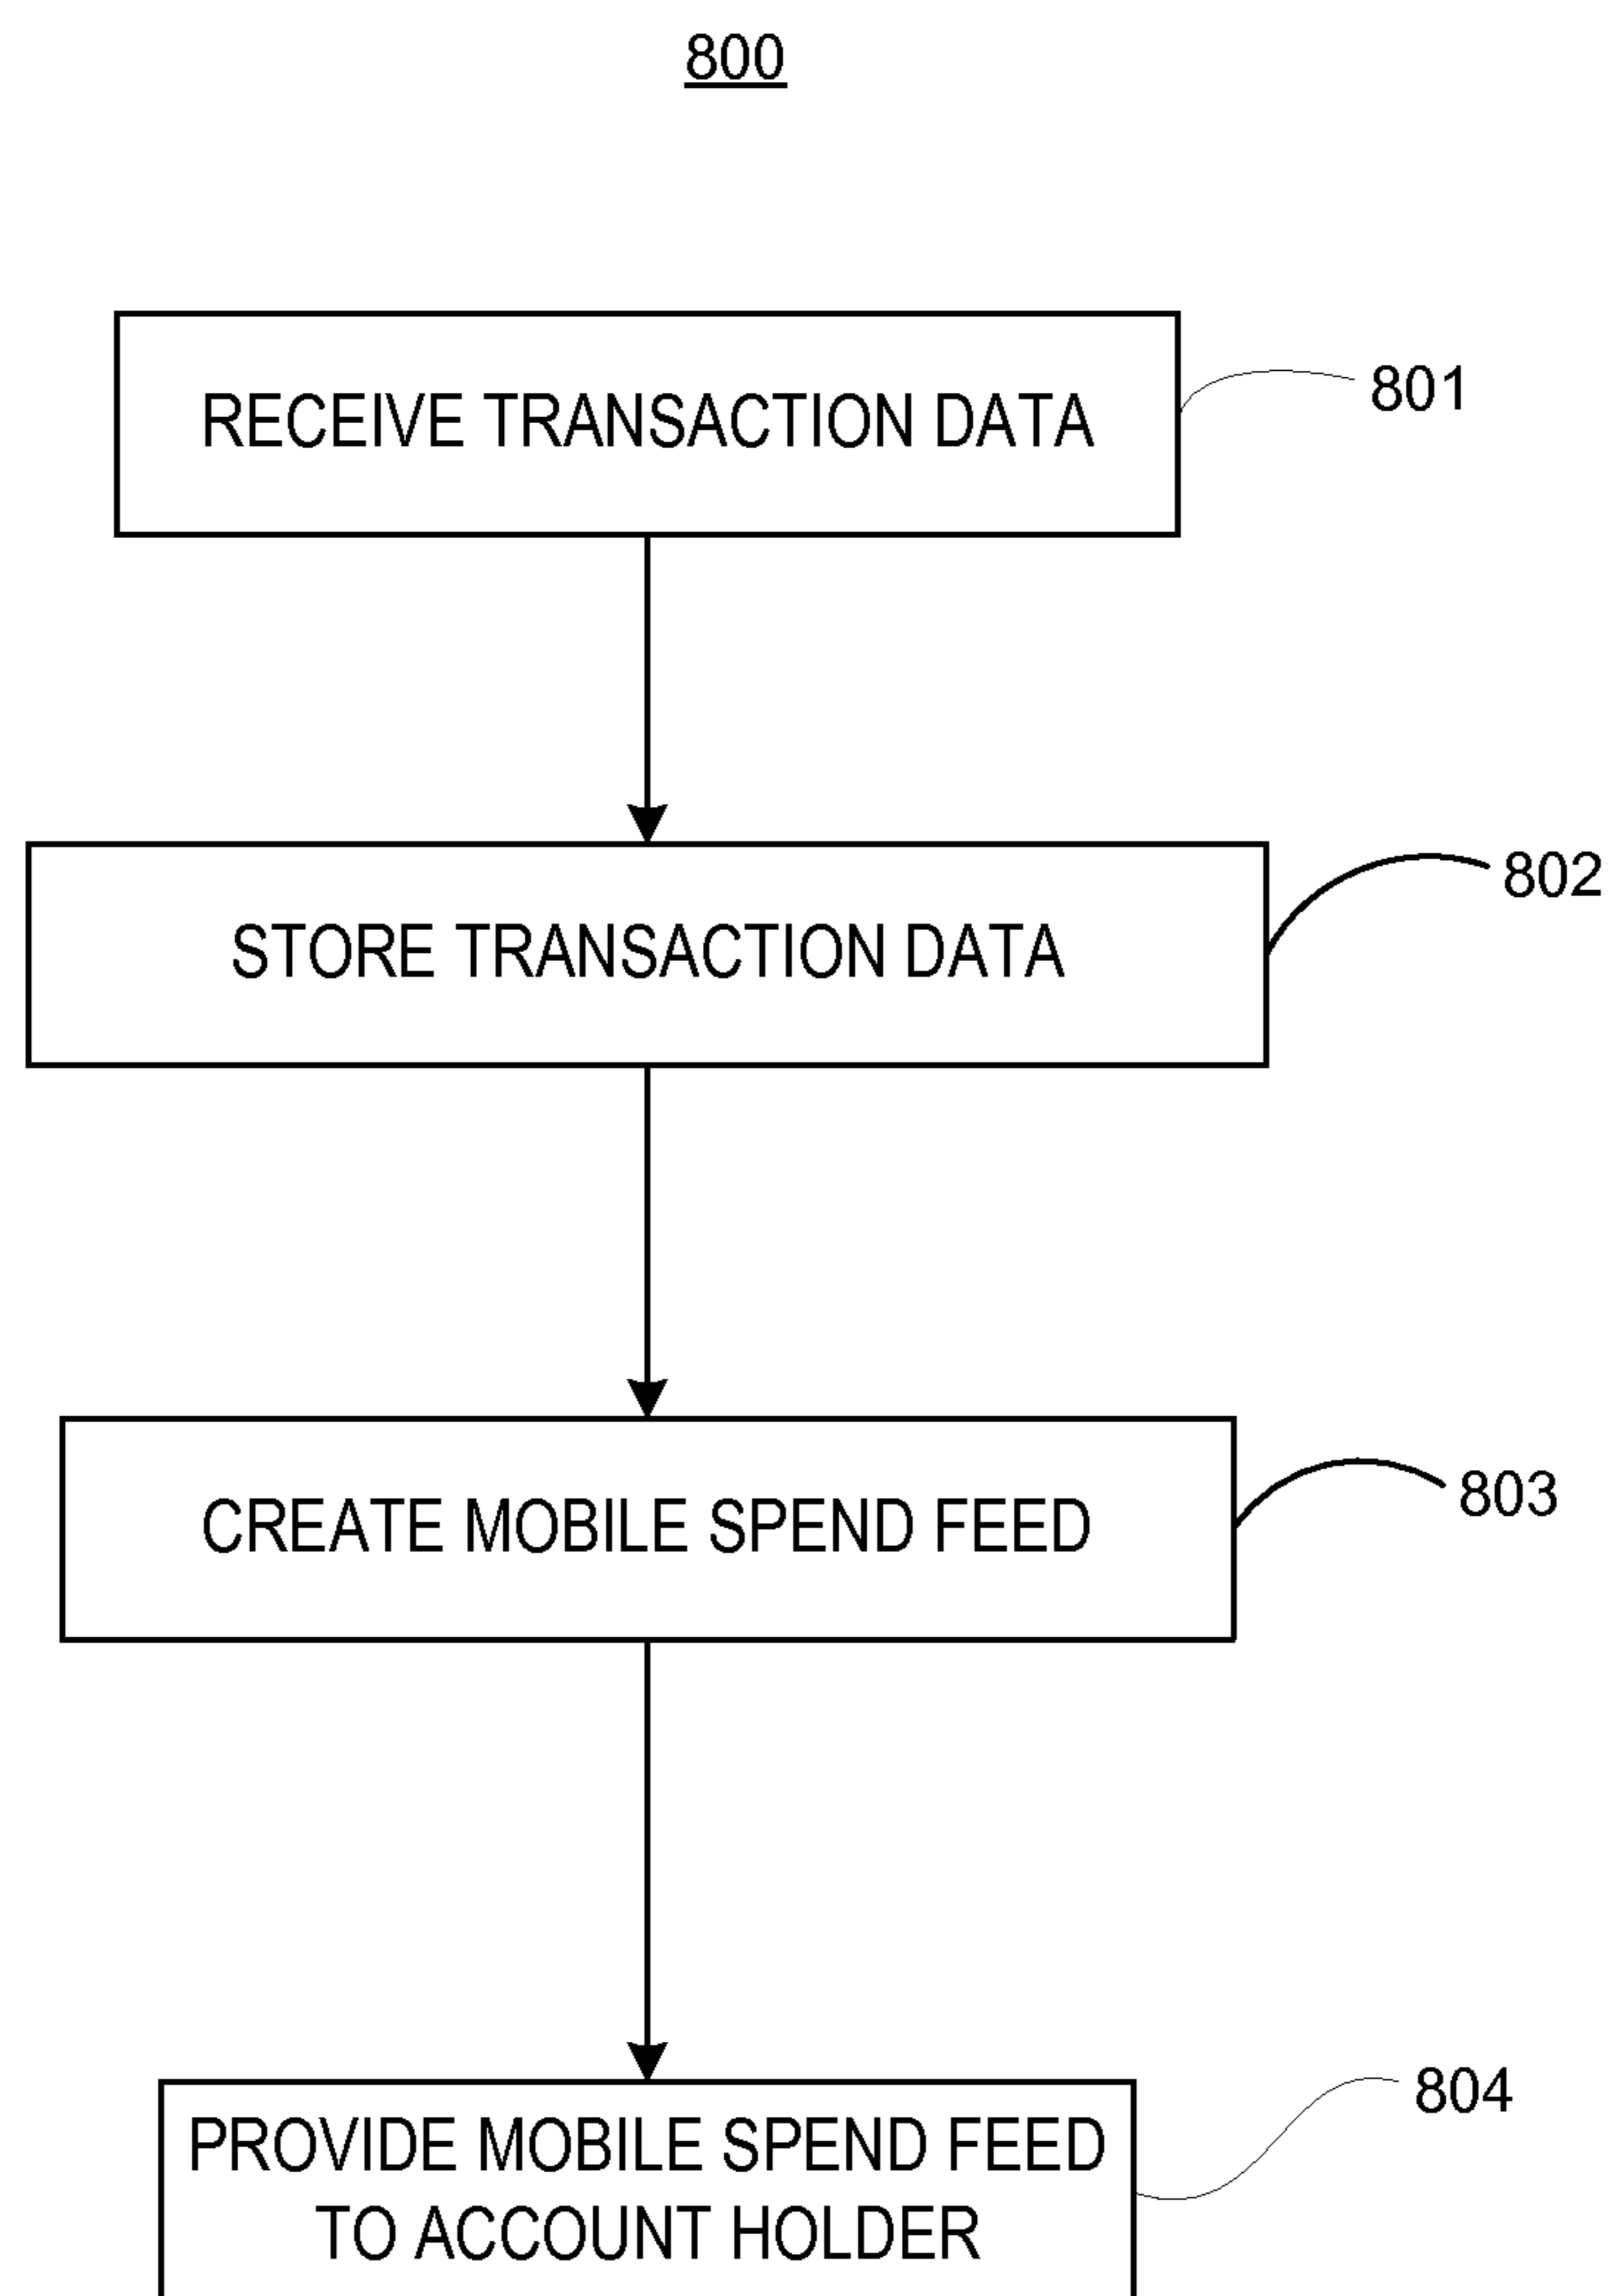 800
RECEIVE TRANSACTION DATA
801
STORE TRANSACTION DATA
802
CREATE MOBILE SPEND FEED
803
PROVIDE MOBILE SPEND FEED
TO ACCOUNT HOLDER
804